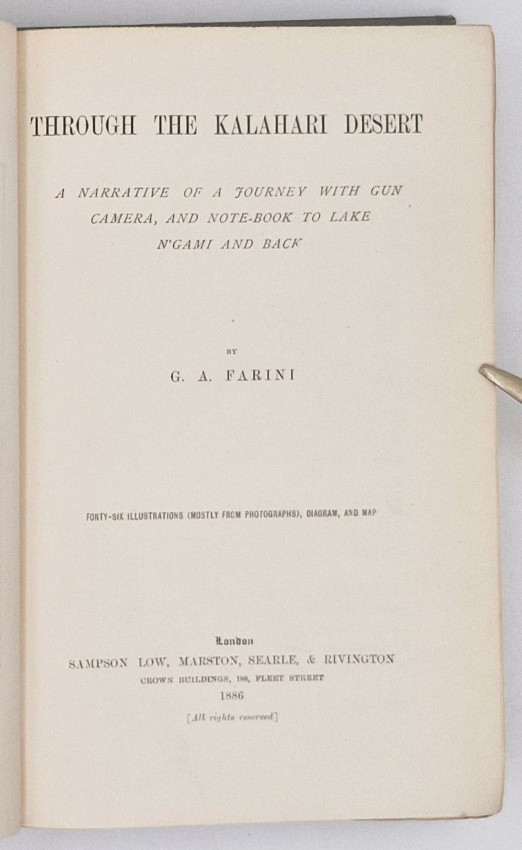 THROUGH THE KALAHARI DESERT
A NARRATIVE OF A JOURNEY WITH GUN
CAMERA, AND NOTE-BOOK TO LAKE
N'GAMI AND BACK
BY
G. A. FARINI
FORTY-SIX ILLUSTRATIONS (MOSTLY FROM PHOTOGRAPHS), DIAGRAM, AND MAP
London
SAMPSON LOW, MARSTON, SEARLE, & RIVINGTON
CROWN BUILDINGS, 188, FLEET STREET
1886
[All rights reserved]